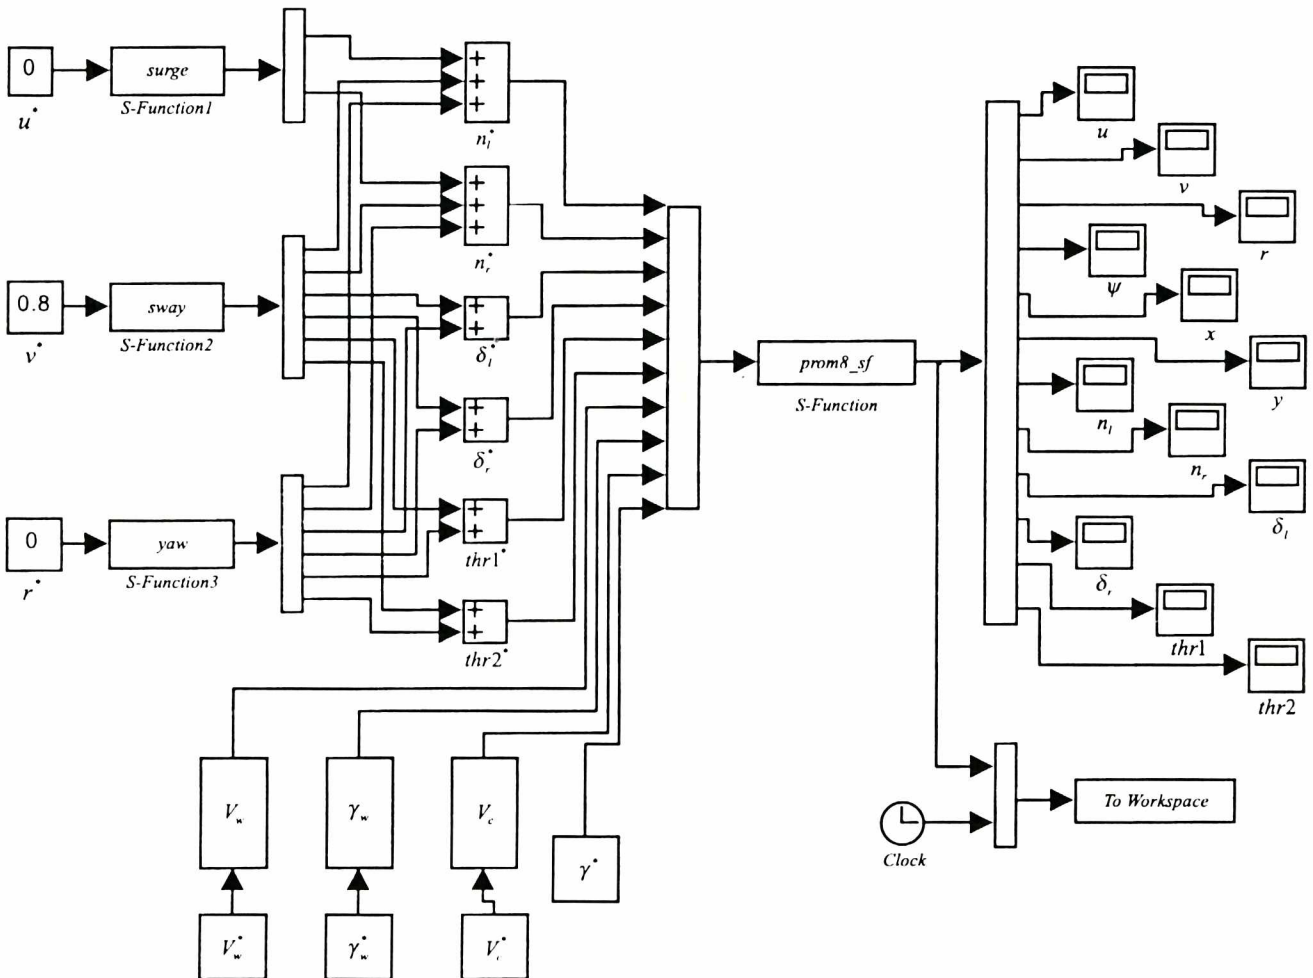 0
u*
surge
S-Function1
+
+
+
n_l*
+
+
+
n_r*
0.8
v*
sway
S-Function2
+
+
δ_l*
+
+
δ_r*
0
r*
yaw
S-Function3
+
+
thr1*
+
+
thr2*
V_w
γ_w
V_c
γ*
V_w*
γ_w*
V_c*
prom8_sf
S-Function
u
v
r
ψ
x
y
n_l
n_r
δ_l
δ_r
thr1
thr2
Clock
To Workspace